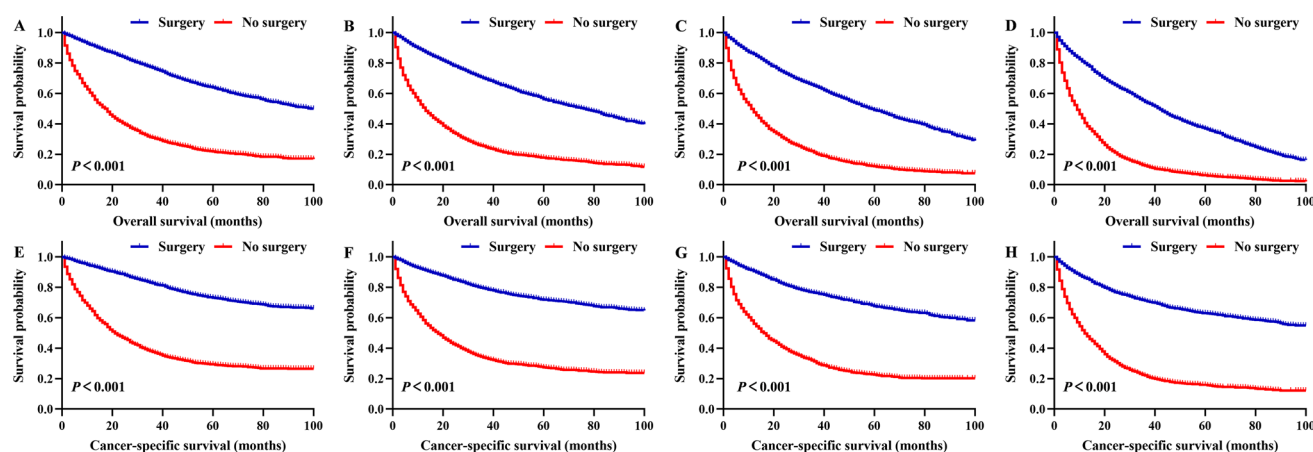 A Surgery No surgery
Survival probability
1.0
0.8
0.6
0.4
0.2
0.0
P < 0.001
0 20 40 60 80 100
Overall survival (months)
B Surgery No surgery
Survival probability
1.0
0.8
0.6
0.4
0.2
0.0
P < 0.001
0 20 40 60 80 100
Overall survival (months)
C Surgery No surgery
Survival probability
1.0
0.8
0.6
0.4
0.2
0.0
P < 0.001
0 20 40 60 80 100
Overall survival (months)
D Surgery No surgery
Survival probability
1.0
0.8
0.6
0.4
0.2
0.0
P < 0.001
0 20 40 60 80 100
Overall survival (months)
E Surgery No surgery
Survival probability
1.0
0.8
0.6
0.4
0.2
0.0
P < 0.001
0 20 40 60 80 100
Cancer-specific survival (months)
F Surgery No surgery
Survival probability
1.0
0.8
0.6
0.4
0.2
0.0
P < 0.001
0 20 40 60 80 100
Cancer-specific survival (months)
G Surgery No surgery
Survival probability
1.0
0.8
0.6
0.4
0.2
0.0
P < 0.001
0 20 40 60 80 100
Cancer-specific survival (months)
H Surgery No surgery
Survival probability
1.0
0.8
0.6
0.4
0.2
0.0
P < 0.001
0 20 40 60 80 100
Cancer-specific survival (months)